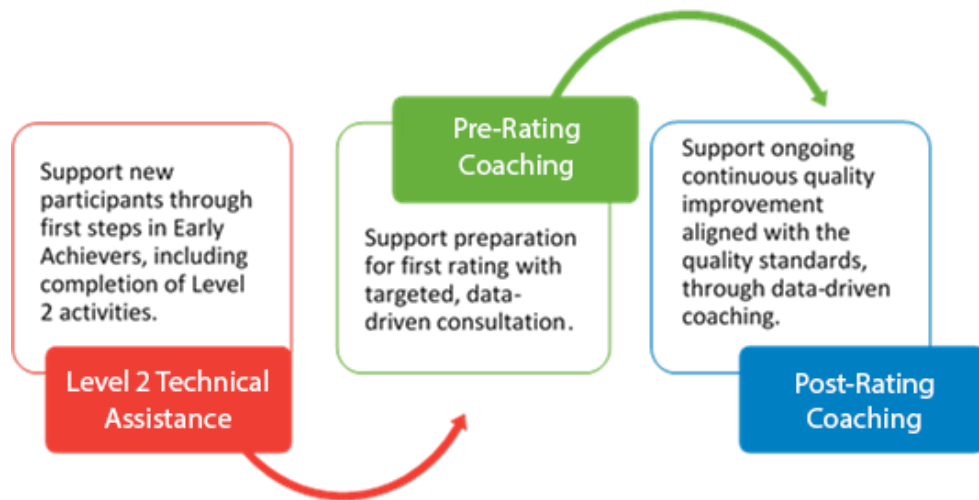 Support new
participants through
first steps in Early
Achievers, including
completion of Level
2 activities.
Level 2 Technical
Assistance
Pre-Rating
Coaching
Support preparation
for first rating with
targeted, data-
driven consultation.
Support ongoing
continuous quality
improvement
aligned with the
quality standards,
through data-driven
coaching.
Post-Rating
Coaching